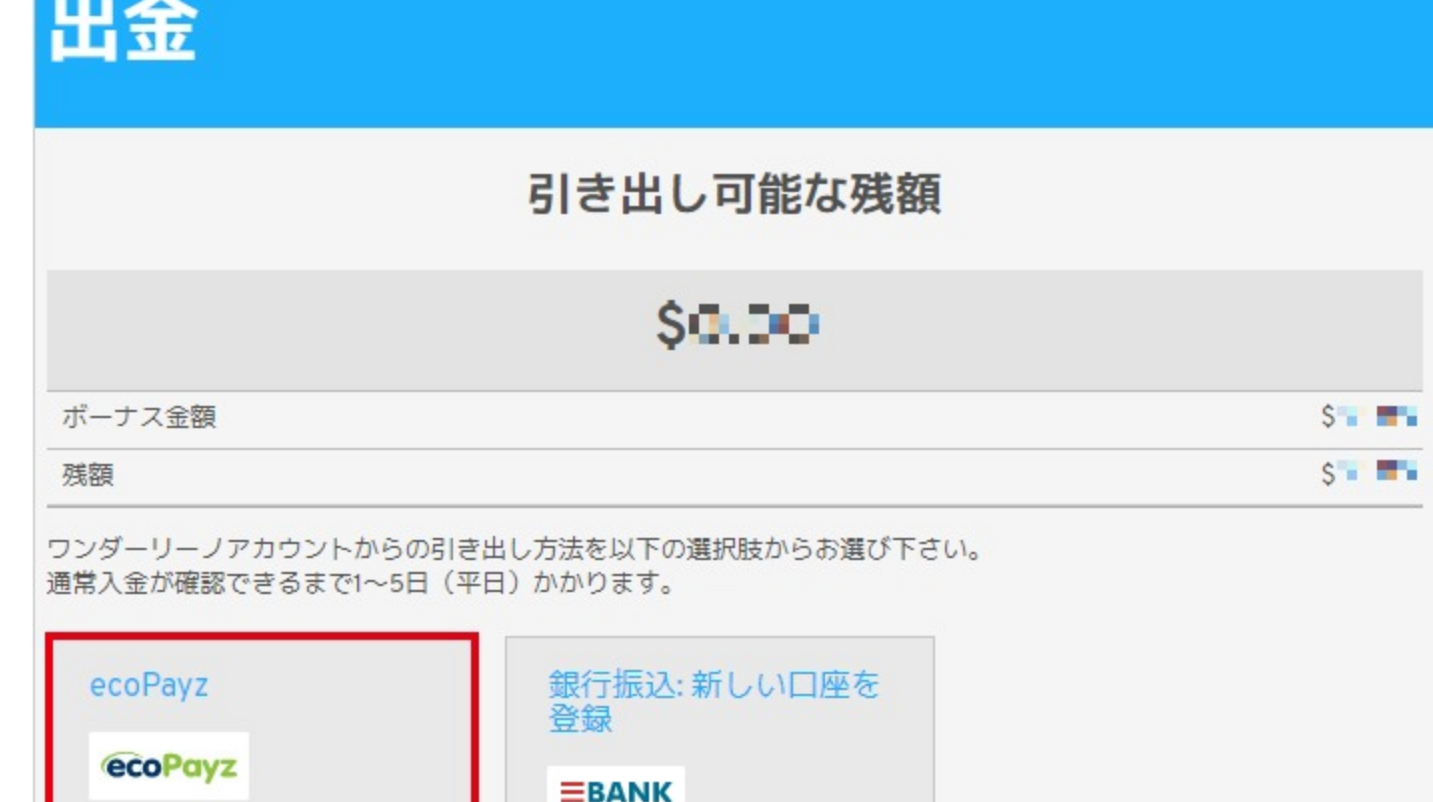 出金
引き出し可能な残額
$
ボーナス金額 $
残額 $
ワンダーリーノアカウントからの引き出し方法を以下の選択肢からお選び下さい。
通常入金が確認できるまで1〜5日（平日）かかります。
ecoPayz
ecoPayz
銀行振込: 新しい口座を
登録
BANK